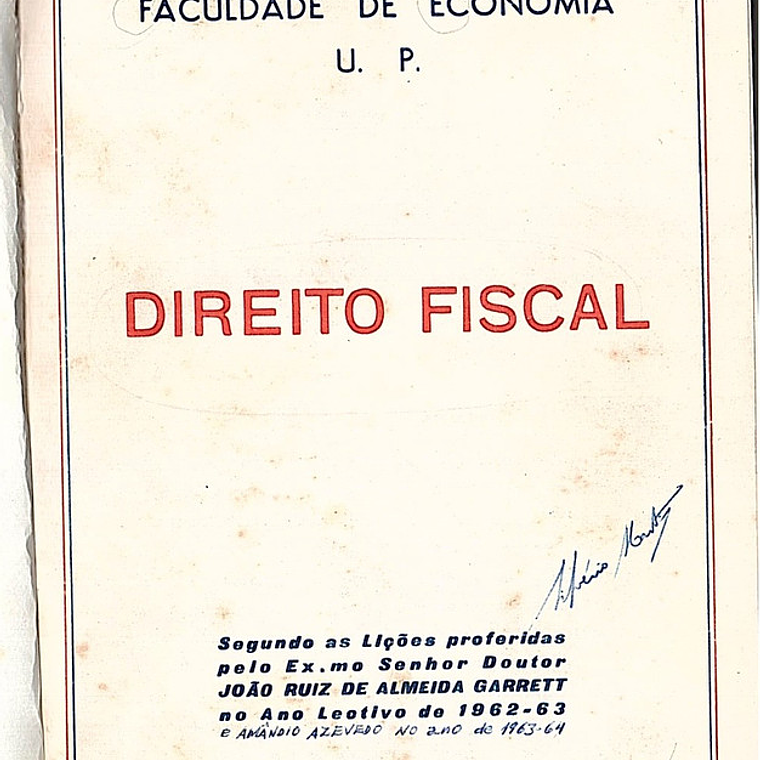 FACULDADE DE ECONOMIA
U. P.
DIREITO FISCAL
Segundo as Lições proferidas
pelo Ex.mo Senhor Doutor
JOÃO RUIZ DE ALMEIDA GARRETT
no Ano Leotivo de 1962-63
E AMÂNDIO AZEVEDO NO ano de 1963-64